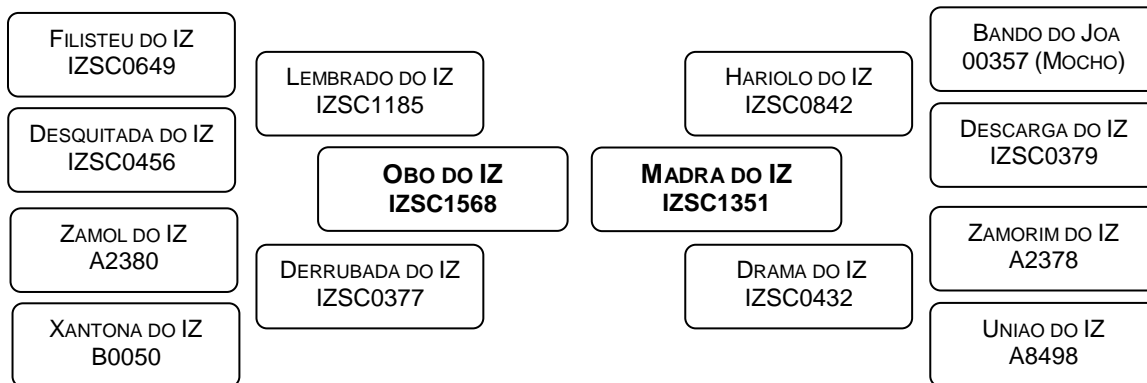 FILISTEU DO IZ
IZSC0649
DESQUITADA DO IZ
IZSC0456
ZAMOL DO IZ
A2380
XANTONA DO IZ
B0050
LEMBRADO DO IZ
IZSC1185
DERRUBADA DO IZ
IZSC0377
OBO DO IZ
IZSC1568
MADRA DO IZ
IZSC1351
HARIOLO DO IZ
IZSC0842
DRAMA DO IZ
IZSC0432
BANDO DO JOA
00357 (MOCHO)
DESCARGA DO IZ
IZSC0379
ZAMORIM DO IZ
A2378
UNIAO DO IZ
A8498